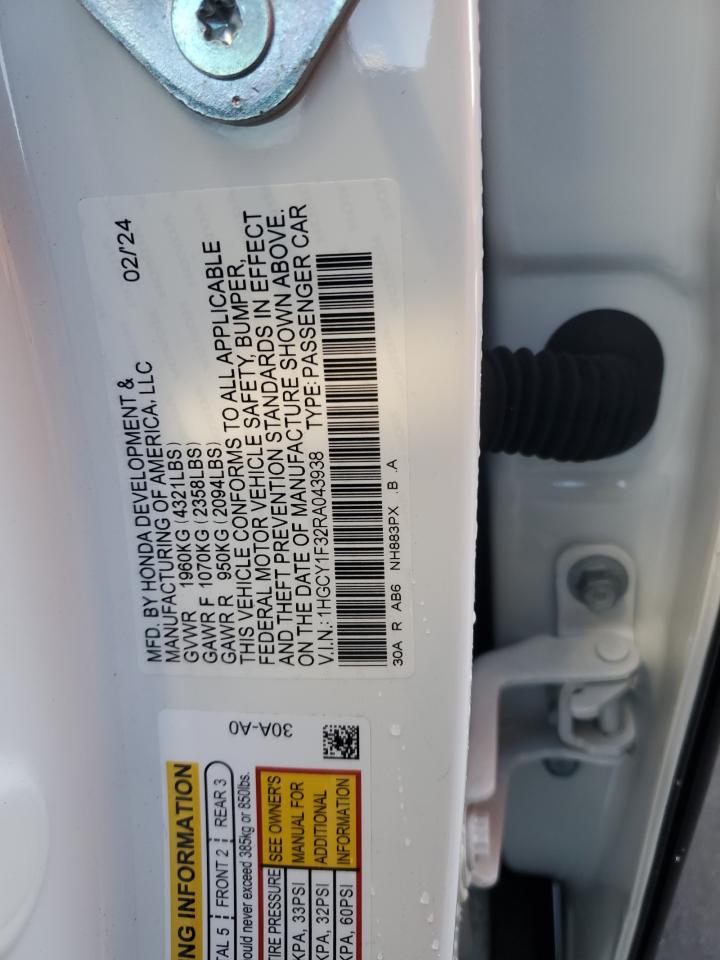 MFD. BY HONDA DEVELOPMENT & 02/'24
MANUFACTURING OF AMERICA, LLC
GVWR 1960KG (4321LBS)
GAWR F 1070KG (2358LBS)
GAWR R 950KG (2094LBS)
THIS VEHICLE CONFORMS TO ALL APPLICABLE
FEDERAL MOTOR VEHICLE SAFETY, BUMPER,
AND THEFT PREVENTION STANDARDS IN EFFECT
ON THE DATE OF MANUFACTURE SHOWN ABOVE.
V.I.N.:1HGCY1F32RA043938 TYPE:PASSENGER CAR
30A R AB6 NH883PX .B .A
30A-A0
INFORMATION
5 FRONT 2 REAR 3
never exceed 385kg or 850lbs.
TIRE PRESSURE SEE OWNER'S
KPA, 33PSI MANUAL FOR
KPA, 32PSI ADDITIONAL
KPA, 60PSI INFORMATION